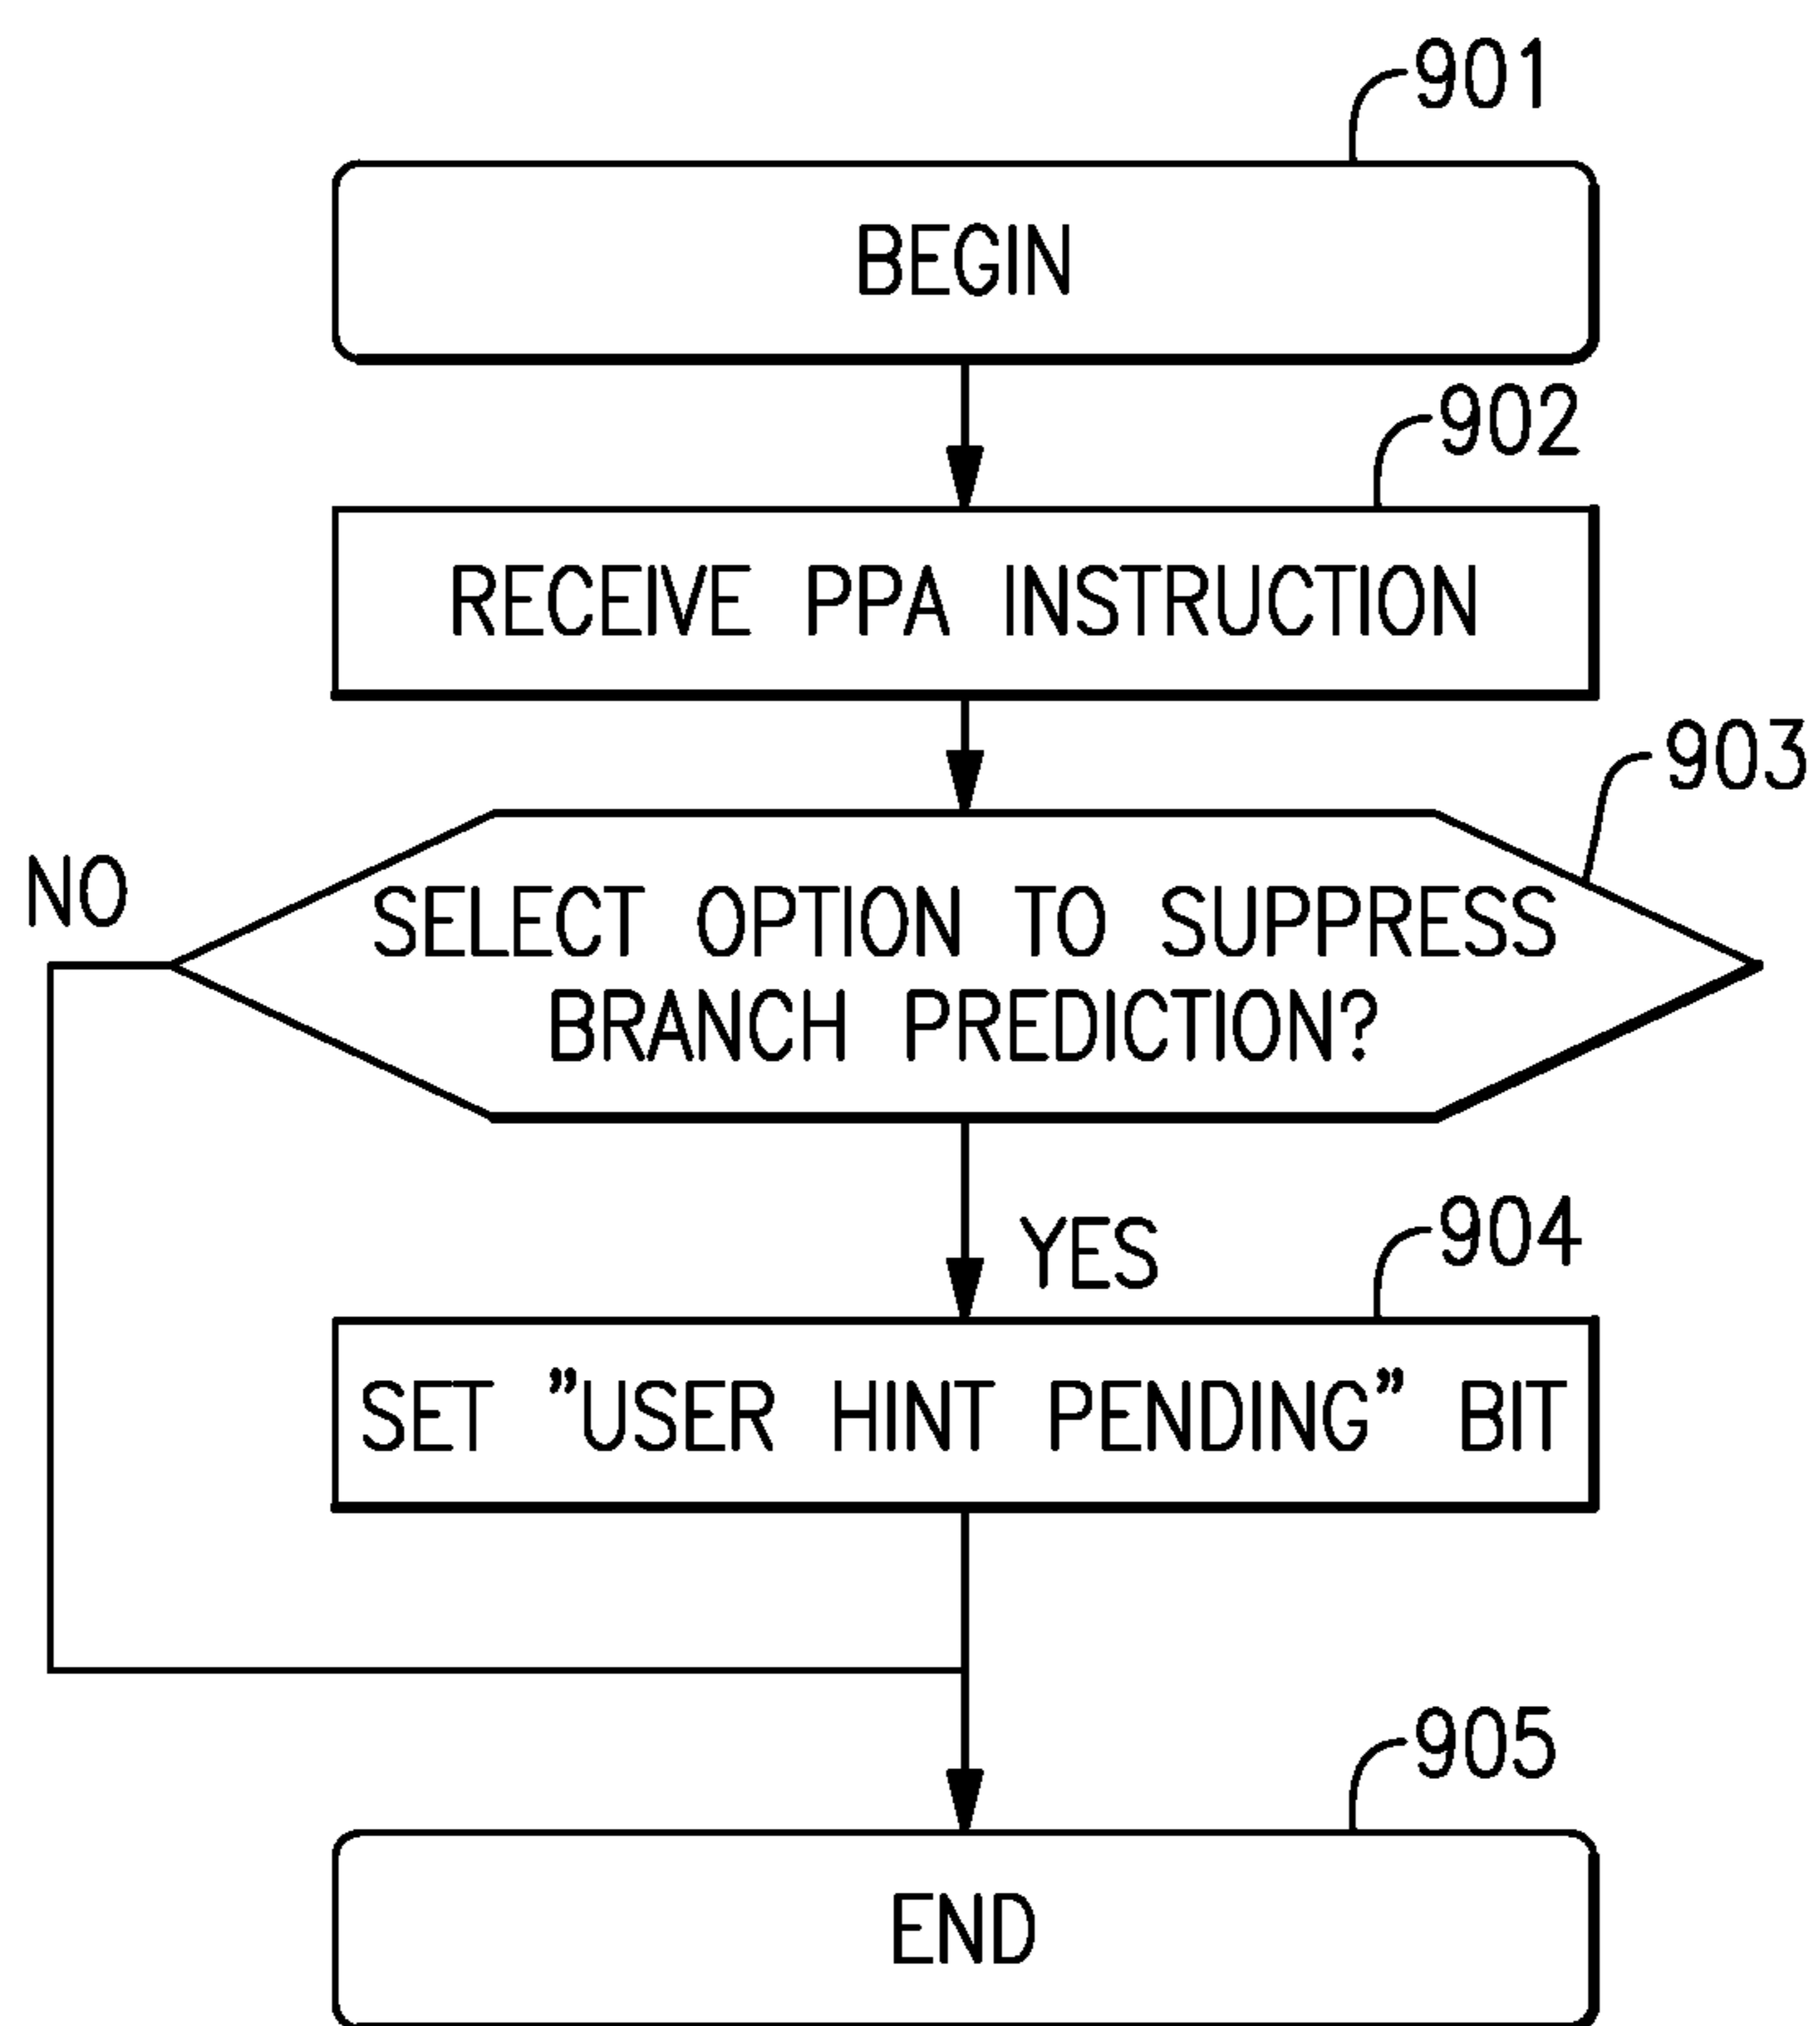 901
BEGIN
902
RECEIVE PPA INSTRUCTION
903
NO
SELECT OPTION TO SUPPRESS
BRANCH PREDICTION?
YES
904
SET "USER HINT PENDING" BIT
905
END